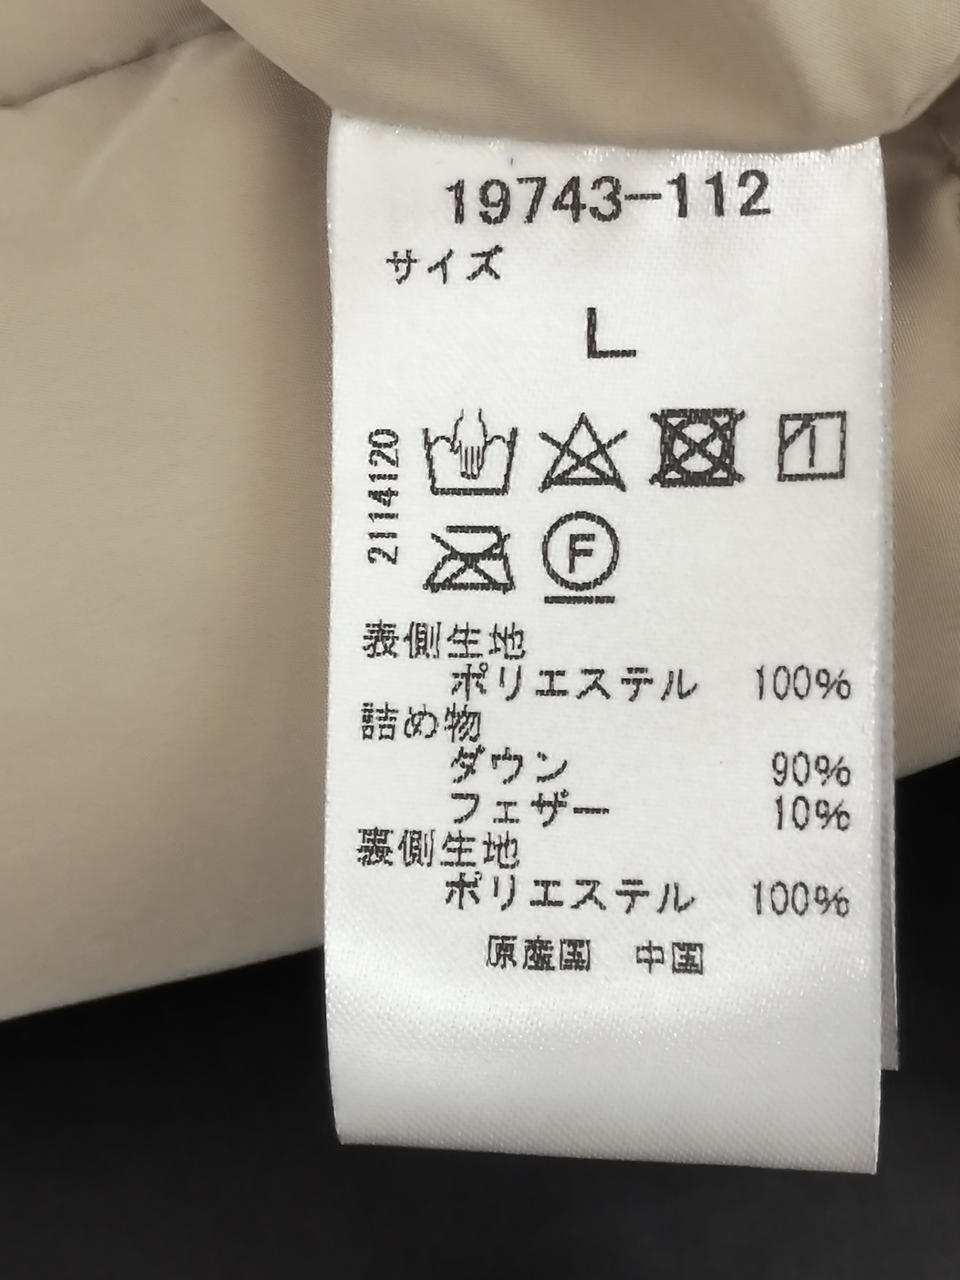 19743-112
サイズ
L
2114120
F
表側生地
ポリエステル 100%
詰め物
ダウン 90%
フェザー 10%
裏側生地
ポリエステル 100%
原産国 中国